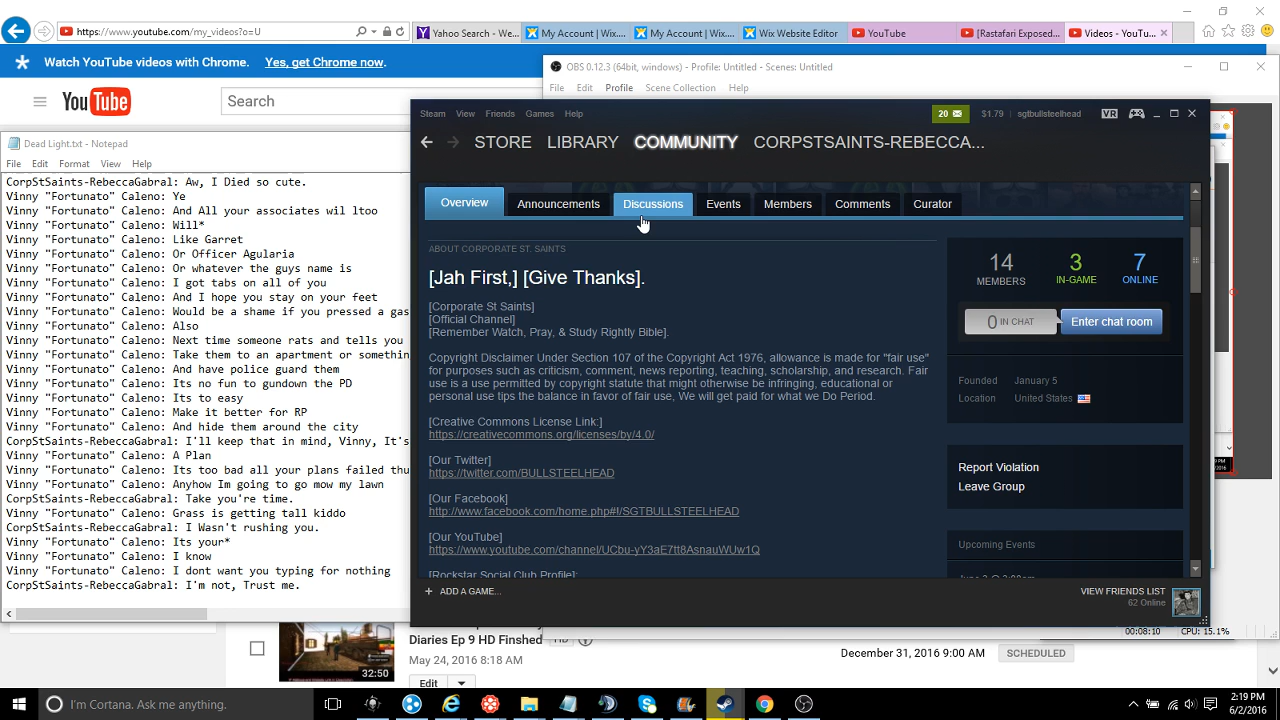 https://www.youtube.com/my_videos?o=U
Yahoo Search - We...
My Account | Wix....
My Account | Wix....
Wix Website Editor
YouTube
[Rastafari Exposed...
Videos - YouT...
Watch YouTube videos with Chrome. Yes, get Chrome now.
OBS 0.12.3 (64bit, windows) - Profile: Untitled - Scenes: Untitled
File Edit Profile Scene Collection Help
YouTube
Search
Dead Light.txt - Notepad
File Edit Format View Help
CorpStSaints-RebeccaGabral: Aw, I Died so cute.
Vinny "Fortunato" Caleno: Ye
Vinny "Fortunato" Caleno: And All your associates wil ltoo
Vinny "Fortunato" Caleno: Will*
Vinny "Fortunato" Caleno: Like Garret
Vinny "Fortunato" Caleno: Or Officer Agularia
Vinny "Fortunato" Caleno: Or whatever the guys name is
Vinny "Fortunato" Caleno: I got tabs on all of you
Vinny "Fortunato" Caleno: And I hope you stay on your feet
Vinny "Fortunato" Caleno: Would be a shame if you pressed a gas
Vinny "Fortunato" Caleno: Also
Vinny "Fortunato" Caleno: Next time someone rats and tells you
Vinny "Fortunato" Caleno: Take them to an apartment or somethin
Vinny "Fortunato" Caleno: And have police guard them
Vinny "Fortunato" Caleno: Its no fun to gundown the PD
Vinny "Fortunato" Caleno: Its to easy
Vinny "Fortunato" Caleno: Make it better for RP
Vinny "Fortunato" Caleno: And hide them around the city
CorpStSaints-RebeccaGabral: I'll keep that in mind, Vinny, It's
Vinny "Fortunato" Caleno: A Plan
Vinny "Fortunato" Caleno: Its too bad all your plans failed thu
Vinny "Fortunato" Caleno: Anyhow Im going to go mow my lawn
CorpStSaints-RebeccaGabral: Take you're time.
Vinny "Fortunato" Caleno: Grass is getting tall kiddo
CorpStSaints-RebeccaGabral: I Wasn't rushing you.
Vinny "Fortunato" Caleno: Its your*
Vinny "Fortunato" Caleno: I know
Vinny "Fortunato" Caleno: I dont want you typing for nothing
CorpStSaints-RebeccaGabral: I'm not, Trust me.
Steam View Friends Games Help
20
$1.79
sgtbullsteelhead
VR
STORE LIBRARY COMMUNITY CORPSTSAINTS-REBECCA...
Overview Announcements Discussions Events Members Comments Curator
ABOUT CORPORATE ST. SAINTS
[Jah First,] [Give Thanks].
[Corporate St Saints]
[Official Channel]
[Remember Watch, Pray, & Study Rightly Bible].
Copyright Disclaimer Under Section 107 of the Copyright Act 1976, allowance is made for "fair use"
for purposes such as criticism, comment, news reporting, teaching, scholarship, and research. Fair
use is a use permitted by copyright statute that might otherwise be infringing, educational or
personal use tips the balance in favor of fair use, We will get paid for what we Do Period.
[Creative Commons License Link:]
https://creativecommons.org/licenses/by/4.0/
[Our Twitter]
https://twitter.com/BULLSTEELHEAD
[Our Facebook]
http://www.facebook.com/home.php#!/SGTBULLSTEELHEAD
[Our YouTube]
https://www.youtube.com/channel/UCbu-yY3aE7tt8AsnauWUw1Q
[Rockstar Social Club Profile]:
14 MEMBERS
3 IN-GAME
7 ONLINE
0 IN CHAT
Enter chat room
Founded January 5
Location United States
Report Violation
Leave Group
Upcoming Events
+ ADD A GAME...
VIEW FRIENDS LIST
62 Online
00:08:10 CPU: 15.1%
Diaries Ep 9 HD Finshed HD
May 24, 2016 8:18 AM
32:50
Edit
December 31, 2016 9:00 AM
SCHEDULED
I'm Cortana. Ask me anything.
2:19 PM
6/2/2016